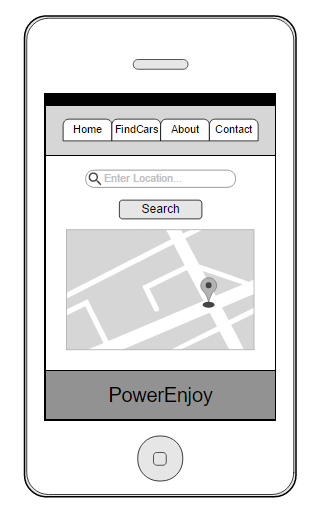 Home FindCars About Contact
Enter Location...
Search
PowerEnjoy